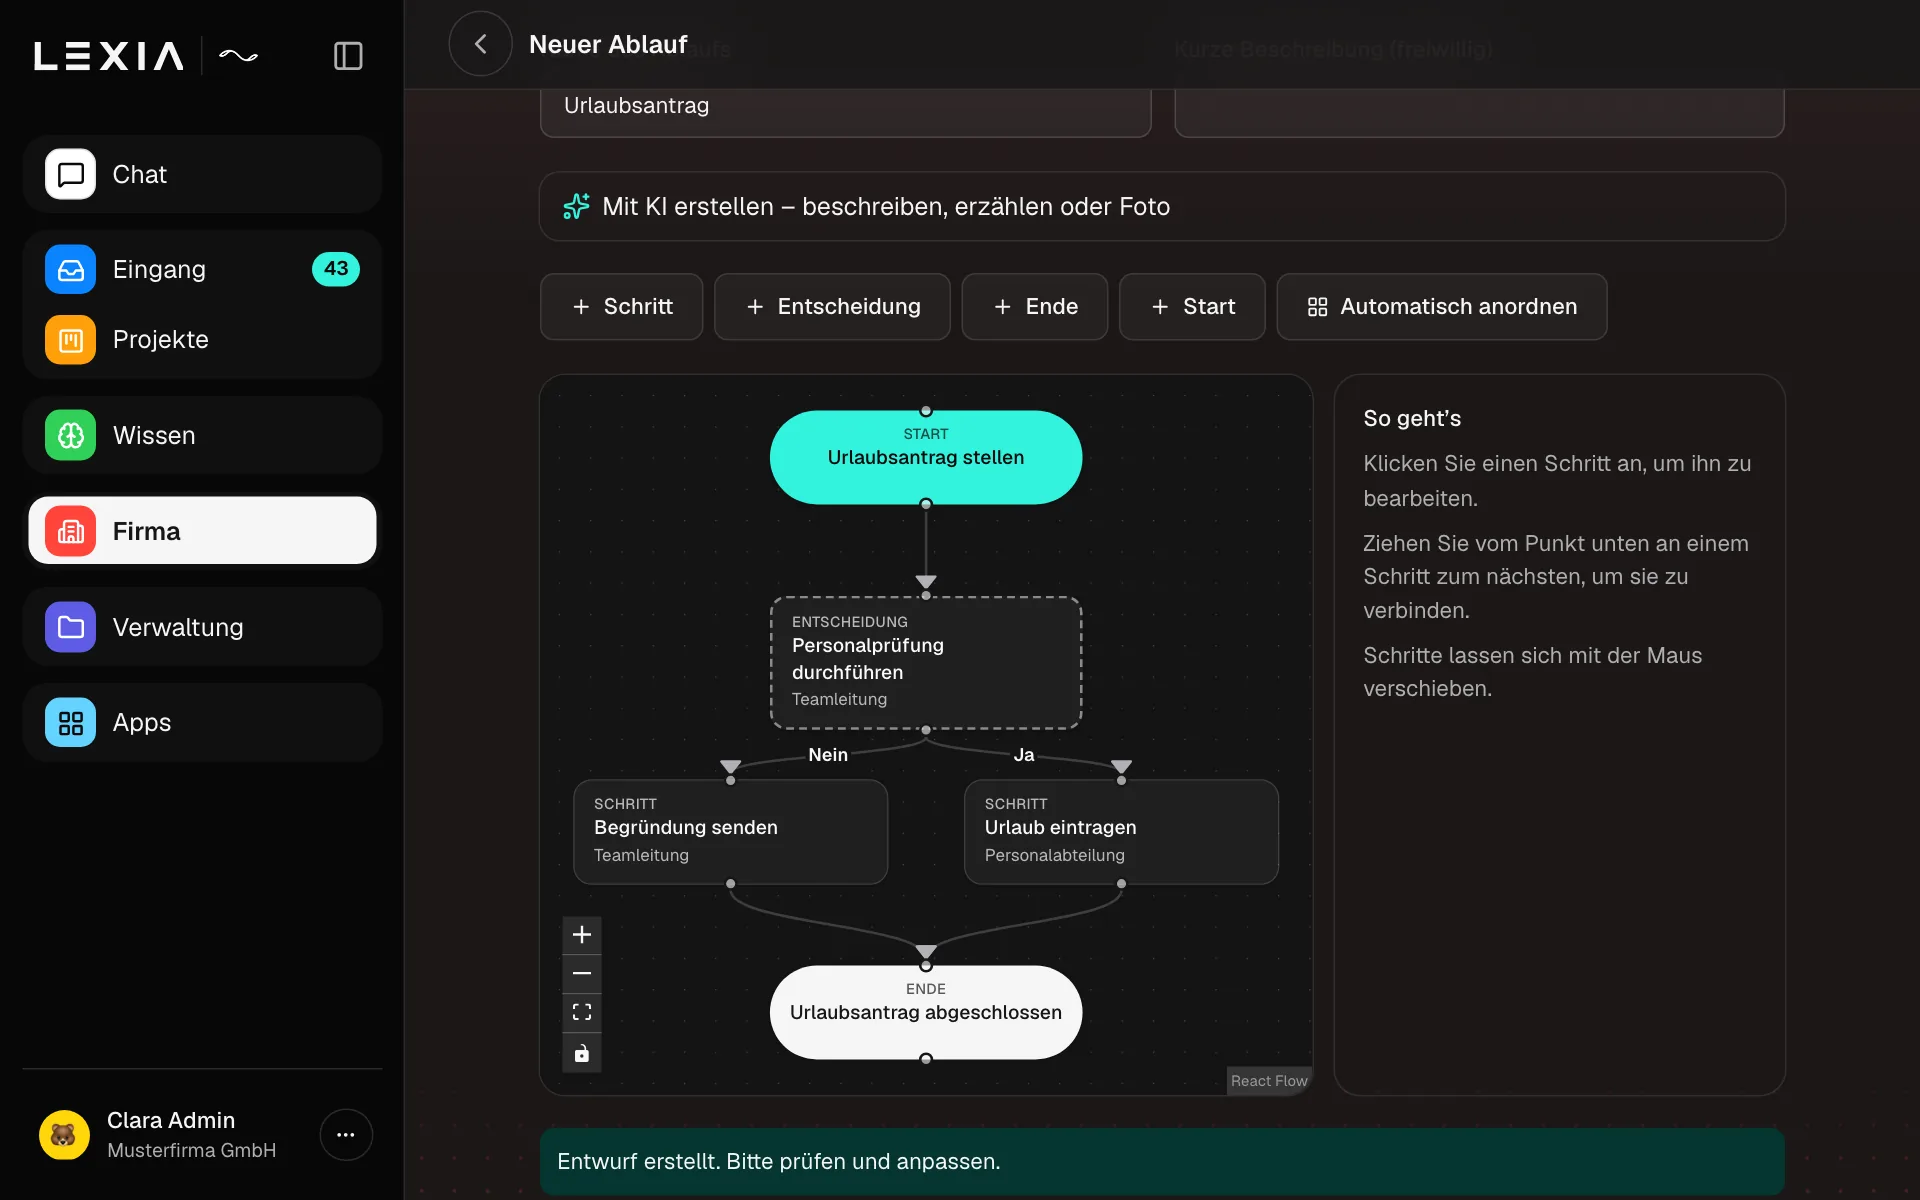 LEXIA
Chat
Eingang
43
Projekte
Wissen
Firma
Verwaltung
Apps
Clara Admin
Musterfirma GmbH
Neuer Ablauf
Kurze Beschreibung (freiwillig)
Urlaubsantrag
Mit KI erstellen – beschreiben, erzählen oder Foto
Schritt
Entscheidung
Ende
Start
Automatisch anordnen
START
Urlaubsantrag stellen
ENTSCHEIDUNG
Personalprüfung
durchführen
Teamleitung
Nein
Ja
SCHRITT
Begründung senden
Teamleitung
SCHRITT
Urlaub eintragen
Personalabteilung
ENDE
Urlaubsantrag abgeschlossen
React Flow
So geht’s
Klicken Sie einen Schritt an, um ihn zu
bearbeiten.
Ziehen Sie vom Punkt unten an einem
Schritt zum nächsten, um sie zu
verbinden.
Schritte lassen sich mit der Maus
verschieben.
Entwurf erstellt. Bitte prüfen und anpassen.